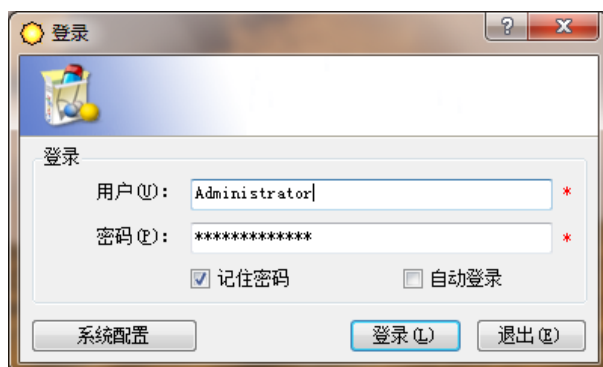 登录
登录
用户(U): Administrator *
密码(P): ************* *
记住密码 自动登录
系统配置 登录(L) 退出(E)